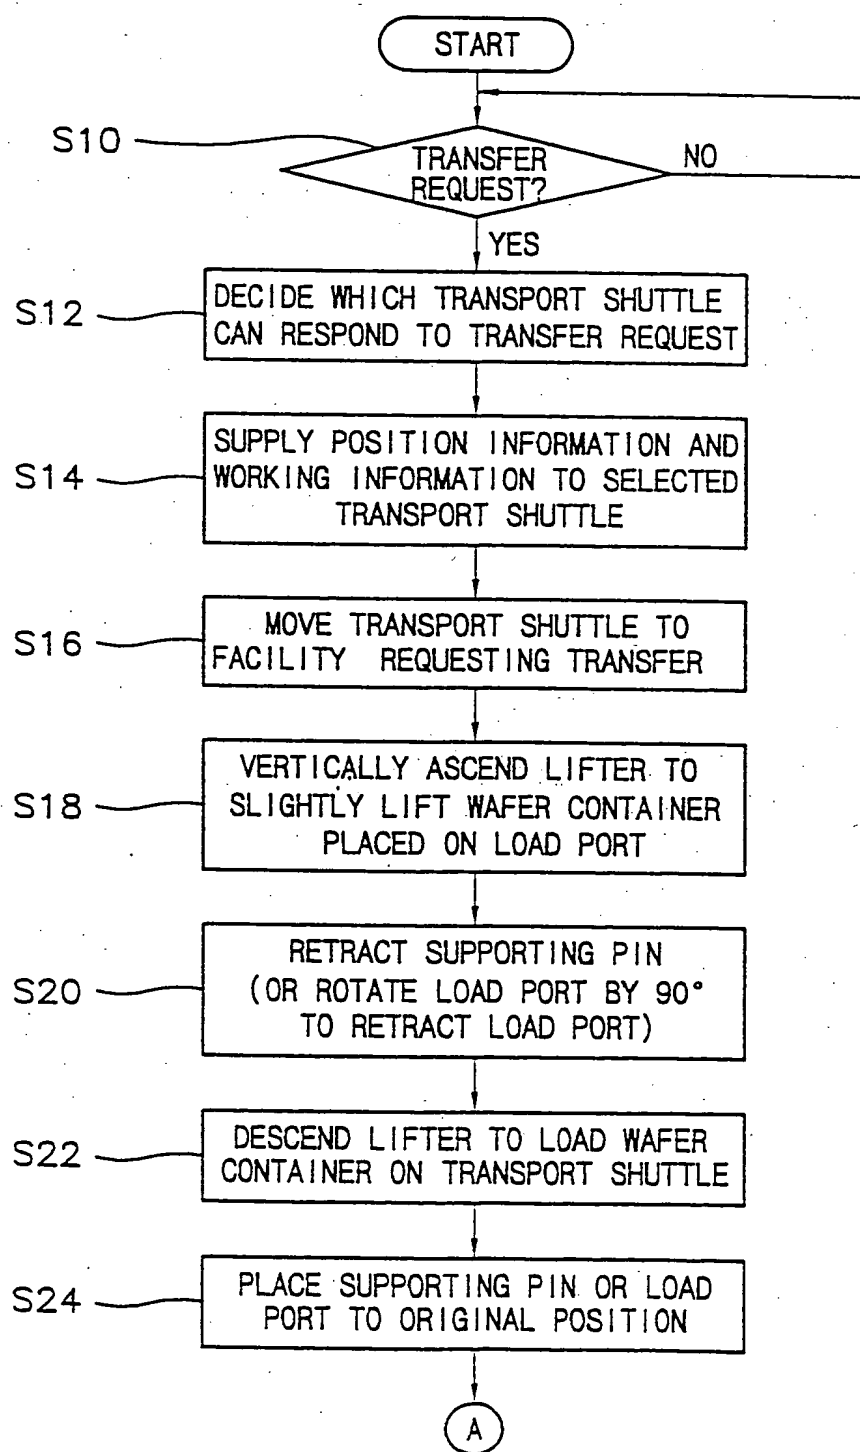 START
S10
TRANSFER
REQUEST?
NO
YES
S12
DECIDE WHICH TRANSPORT SHUTTLE
CAN RESPOND TO TRANSFER REQUEST
S14
SUPPLY POSITION INFORMATION AND
WORKING INFORMATION TO SELECTED
TRANSPORT SHUTTLE
S16
MOVE TRANSPORT SHUTTLE TO
FACILITY REQUESTING TRANSFER
S18
VERTICALLY ASCEND LIFTER TO
SLIGHTLY LIFT WAFER CONTAINER
PLACED ON LOAD PORT
S20
RETRACT SUPPORTING PIN
(OR ROTATE LOAD PORT BY 90°
TO RETRACT LOAD PORT)
S22
DESCEND LIFTER TO LOAD WAFER
CONTAINER ON TRANSPORT SHUTTLE
S24
PLACE SUPPORTING PIN OR LOAD
PORT TO ORIGINAL POSITION
A